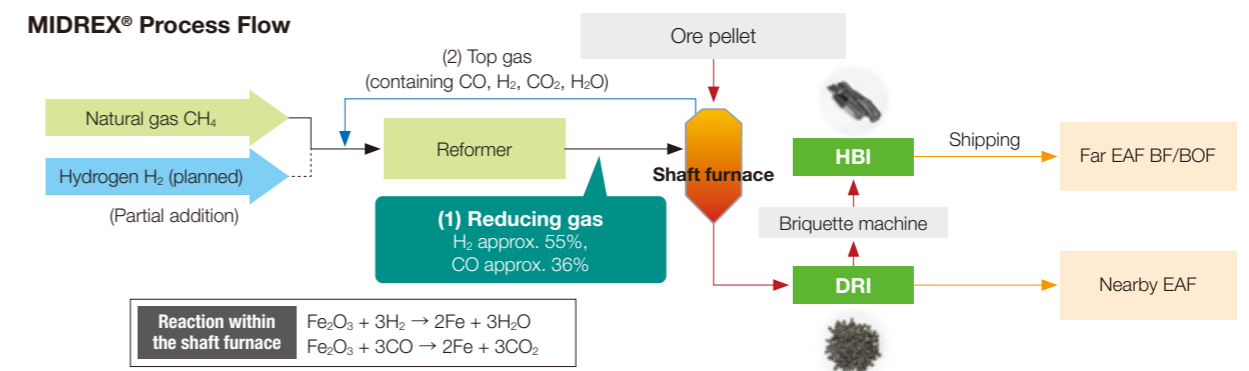 MIDREX® Process Flow
Ore pellet
(2) Top gas
(containing CO, H₂, CO₂, H₂O)
Natural gas CH₄
Reformer
Hydrogen H₂ (planned)
(Partial addition)
Shaft furnace
(1) Reducing gas
H₂ approx. 55%,
CO approx. 36%
HBI
Shipping
Far EAF BF/BOF
Briquette machine
DRI
Nearby EAF
Reaction within
the shaft furnace
Fe₂O₃ + 3H₂ → 2Fe + 3H₂O
Fe₂O₃ + 3CO → 2Fe + 3CO₂